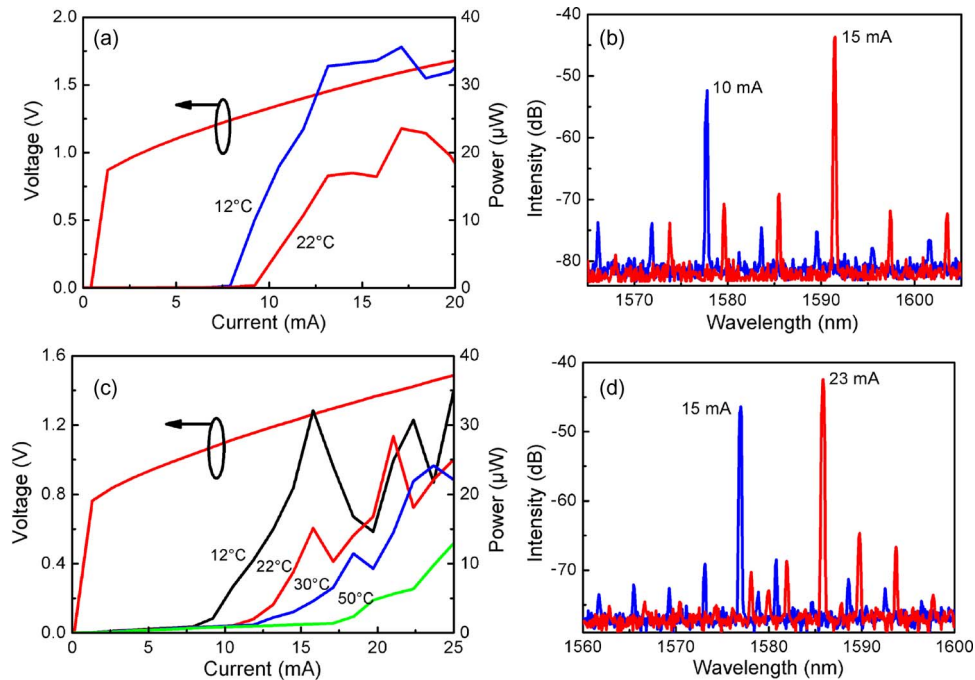 (a)
2.0
1.5
1.0
0.5
0.0
Voltage (V)
12°C
22°C
40
30
20
10
0
Power (µW)
0 5 10 15 20
Current (mA)
(b)
-40
-50
-60
-70
-80
Intensity (dB)
10 mA
15 mA
1570 1580 1590 1600
Wavelength (nm)
(c)
1.6
1.2
0.8
0.4
0.0
Voltage (V)
12°C
22°C
30°C
50°C
40
30
20
10
0
Power (µW)
0 5 10 15 20 25
Current (mA)
(d)
-40
-50
-60
-70
-80
Intensity (dB)
15 mA
23 mA
1560 1570 1580 1590 1600
Wavelength (nm)